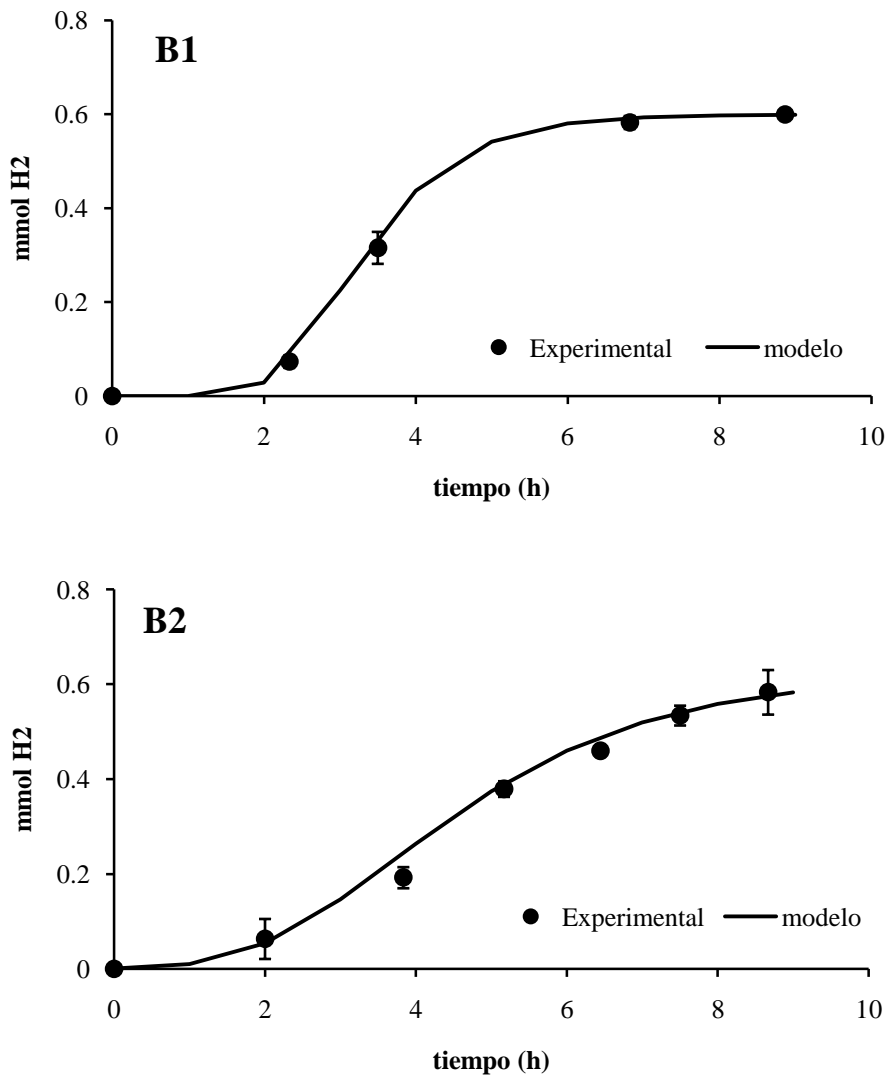 B1
mmol H2
0.8
0.6
0.4
0.2
0
Experimental
modelo
0 2 4 6 8 10
tiempo (h)
B2
mmol H2
0.8
0.6
0.4
0.2
0
Experimental
modelo
0 2 4 6 8 10
tiempo (h)